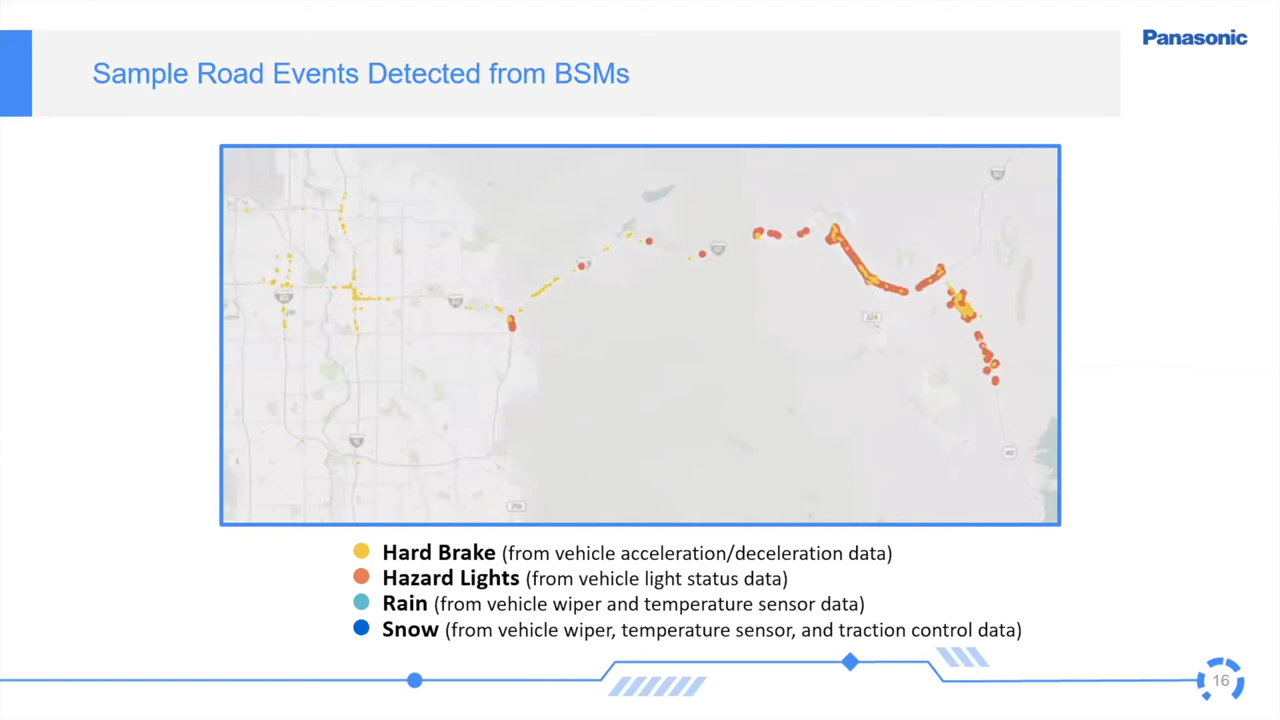 Panasonic
Sample Road Events Detected from BSMs
224
40
Hard Brake (from vehicle acceleration/deceleration data)
Hazard Lights (from vehicle light status data)
Rain (from vehicle wiper and temperature sensor data)
Snow (from vehicle wiper, temperature sensor, and traction control data)
16